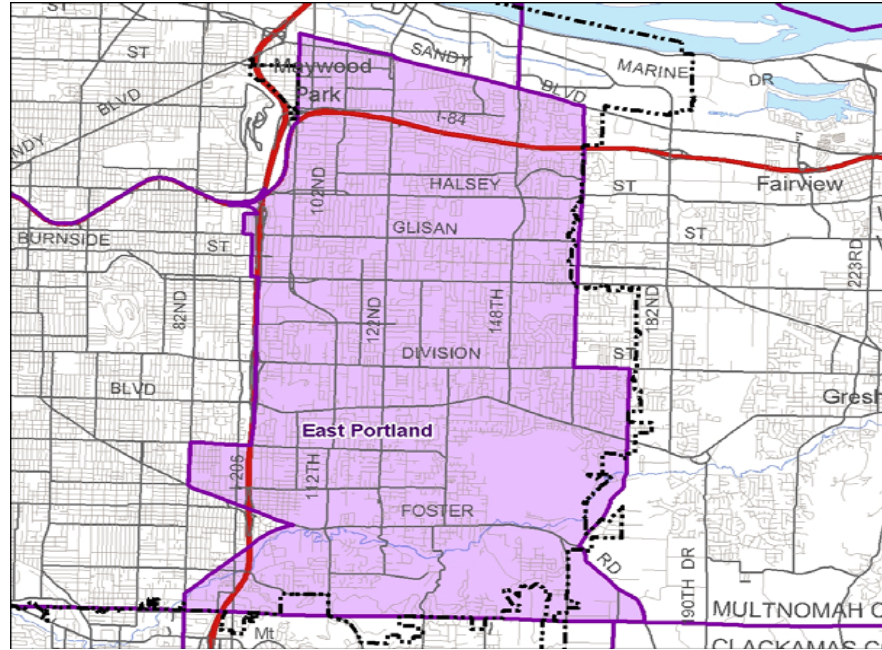 ST
SANDY
MARINE
DR
Maywood
Park
BLVD
BLVD
I-84
102ND
HALSEY
ST
Fairview
GLISAN
ST
BURNSIDE
ST
223RD
82ND
122ND
148TH
182ND
DIVISION
ST
BLVD
Gresh
East Portland
I-205
112TH
FOSTER
RD
190TH DR
MULTNOMAH C
Mt
CLACKAMAS C